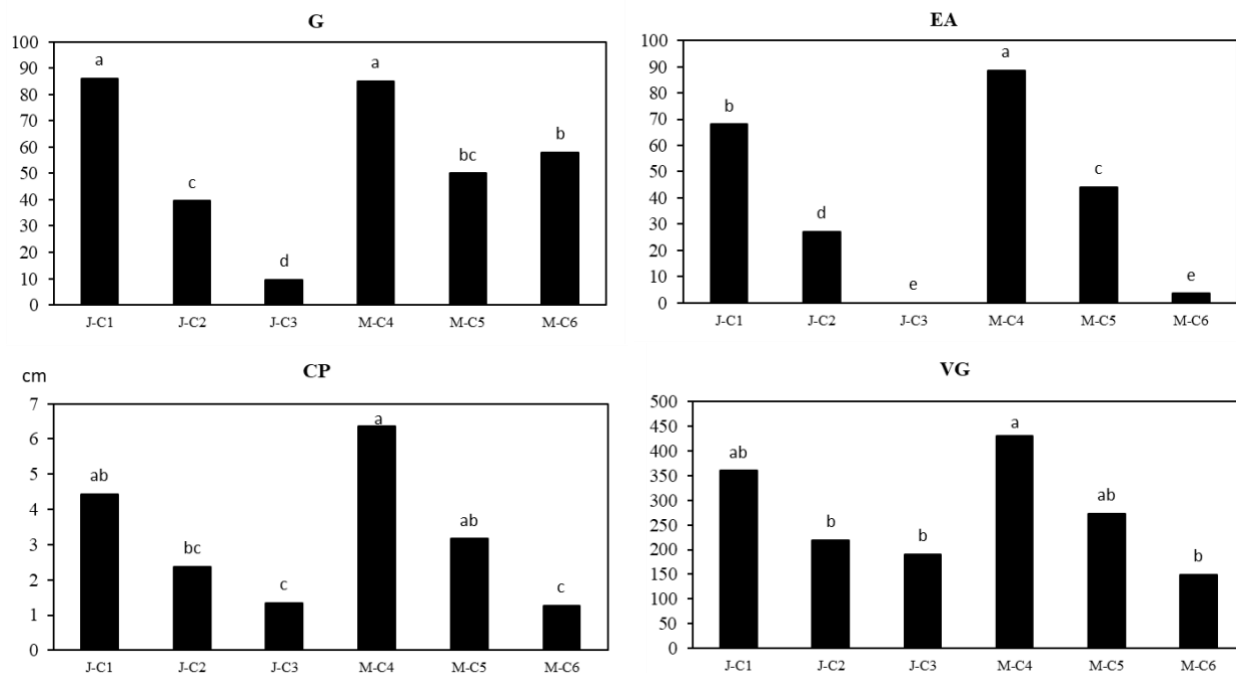 G
100
90
80
70
60
50
40
30
20
10
0
a
c
d
a
bc
b
J-C1 J-C2 J-C3 M-C4 M-C5 M-C6
EA
100
90
80
70
60
50
40
30
20
10
0
b
d
e
a
c
e
J-C1 J-C2 J-C3 M-C4 M-C5 M-C6
CP
cm
7
6
5
4
3
2
1
0
ab
bc
c
a
ab
c
J-C1 J-C2 J-C3 M-C4 M-C5 M-C6
VG
500
450
400
350
300
250
200
150
100
50
0
ab
b
b
a
ab
b
J-C1 J-C2 J-C3 M-C4 M-C5 M-C6